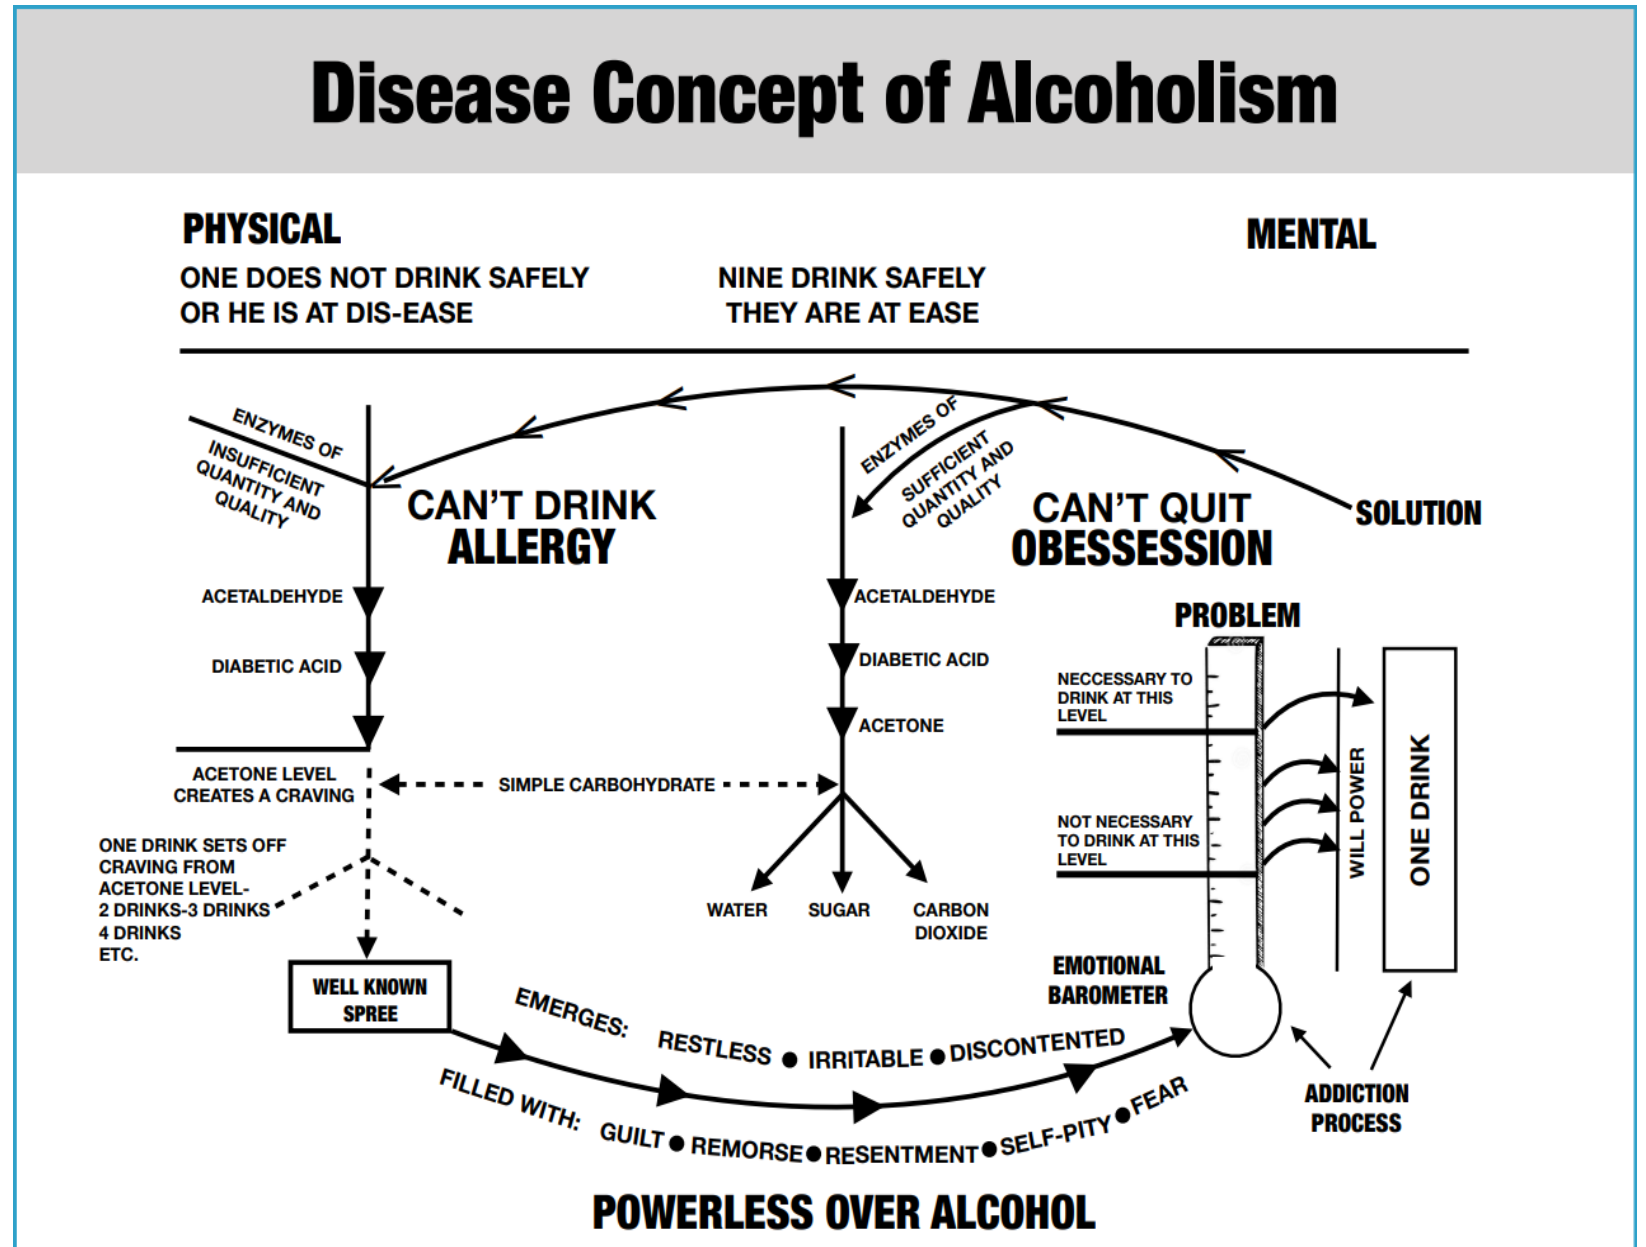 Disease Concept of Alcoholism
PHYSICAL
MENTAL
ONE DOES NOT DRINK SAFELY
OR HE IS AT DIS-EASE
NINE DRINK SAFELY
THEY ARE AT EASE
ENZYMES OF
INSUFFICIENT
QUANTITY AND
QUALITY
CAN'T DRINK
ALLERGY
ENZYMES OF
SUFFICIENT
QUANTITY AND
QUALITY
CAN'T QUIT
OBESSESSION
SOLUTION
ACETALDEHYDE
DIABETIC ACID
ACETALDEHYDE
DIABETIC ACID
ACETONE
PROBLEM
NECCESSARY TO
DRINK AT THIS
LEVEL
NOT NECESSARY
TO DRINK AT THIS
LEVEL
WILL POWER
ONE DRINK
ACETONE LEVEL
CREATES A CRAVING
SIMPLE CARBOHYDRATE
ONE DRINK SETS OFF
CRAVING FROM
ACETONE LEVEL-
2 DRINKS-3 DRINKS
4 DRINKS
ETC.
WATER
SUGAR
CARBON
DIOXIDE
WELL KNOWN
SPREE
EMOTIONAL
BAROMETER
EMERGES: RESTLESS ● IRRITABLE ● DISCONTENTED
FILLED WITH: GUILT ● REMORSE ● RESENTMENT ● SELF-PITY ● FEAR
ADDICTION
PROCESS
POWERLESS OVER ALCOHOL